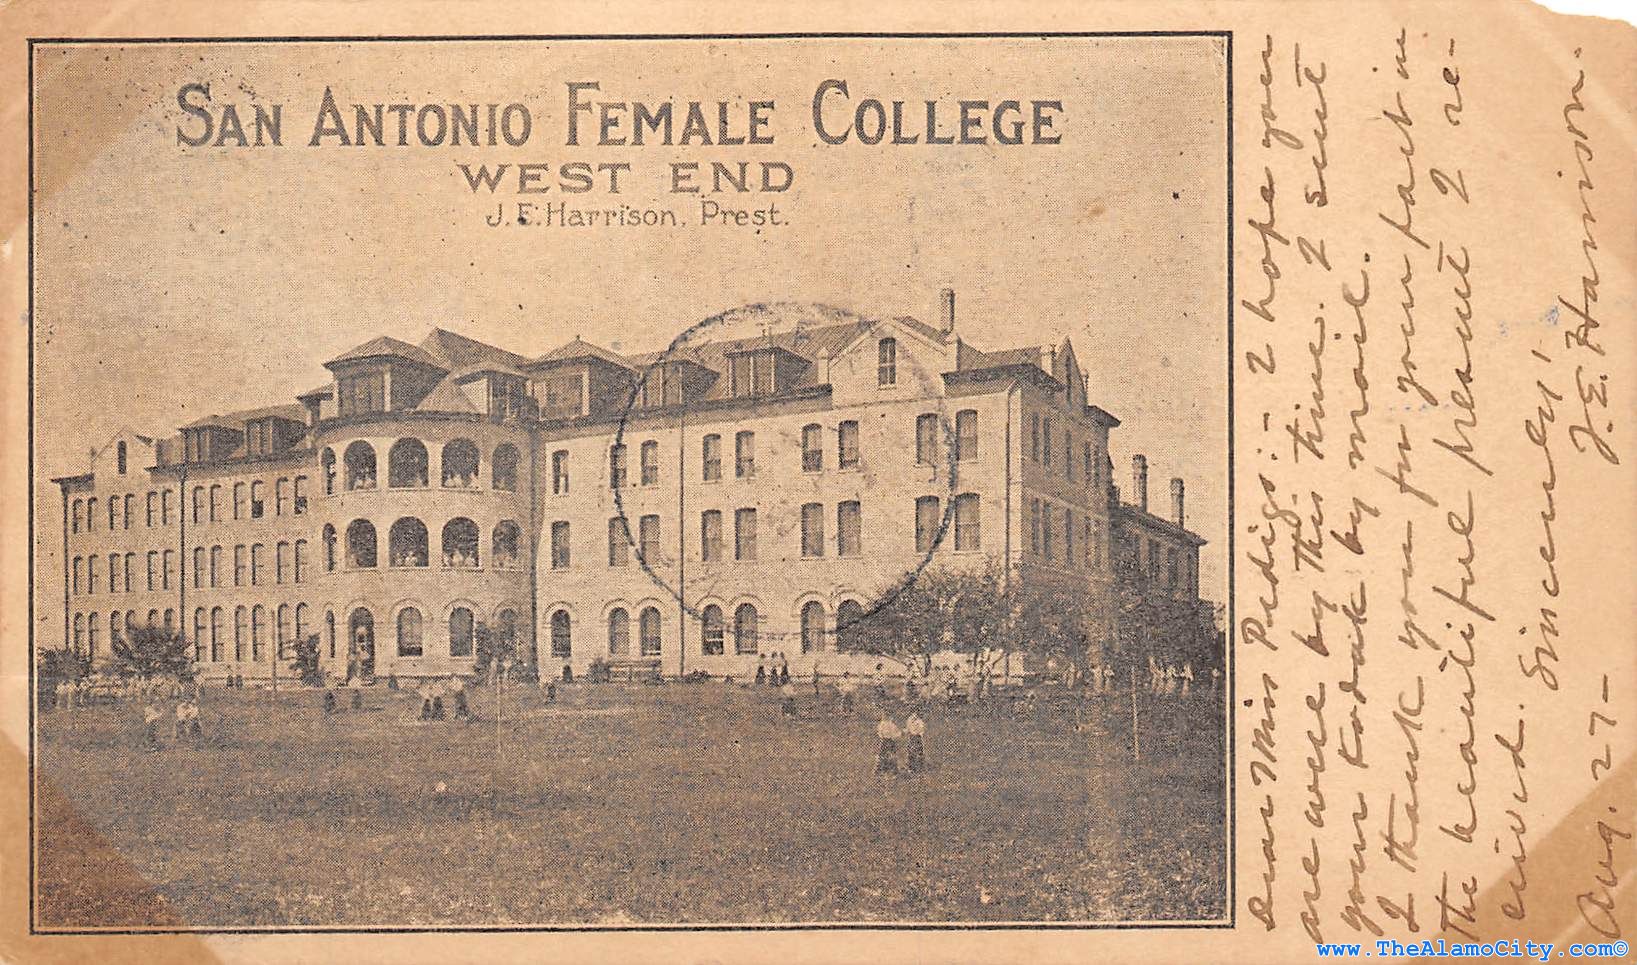 SAN ANTONIO FEMALE COLLEGE
WEST END
J. E. Harrison, Prest.
Dear Miss Pedigo:- I hope you
are well by this time. I sent
your kodak by mail.
I thank you for your part in
the beautiful present I re-
ceived. Sincerely,
J. E. Harrison.
Aug. 27-
www.TheAlamoCity.com©